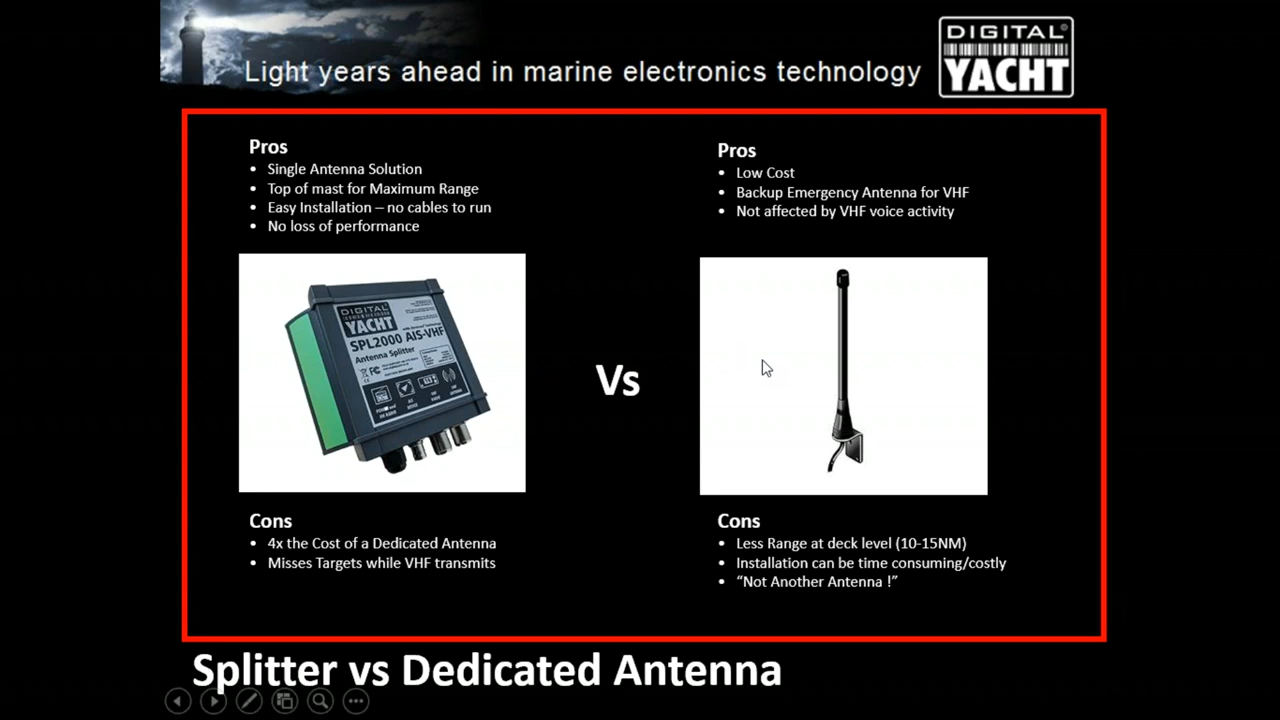 Light years ahead in marine electronics technology
DIGITAL
YACHT
Pros
• Single Antenna Solution
• Top of mast for Maximum Range
• Easy Installation – no cables to run
• No loss of performance
Pros
• Low Cost
• Backup Emergency Antenna for VHF
• Not affected by VHF voice activity
DIGITAL
YACHT
SPL2000 AIS-VHF
Antenna Splitter
FC
Vs
Cons
• 4x the Cost of a Dedicated Antenna
• Misses Targets while VHF transmits
Cons
• Less Range at deck level (10-15NM)
• Installation can be time consuming/costly
• “Not Another Antenna !”
Splitter vs Dedicated Antenna